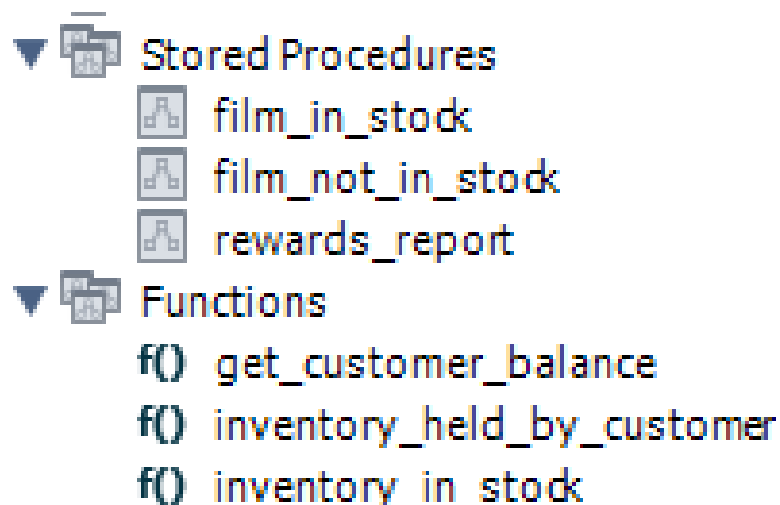 Stored Procedures
film_in_stock
film_not_in_stock
rewards_report
Functions
f() get_customer_balance
f() inventory_held_by_customer
f() inventory_in_stock